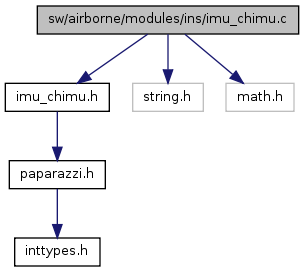 sw/airborne/modules/ins/imu_chimu.c
imu_chimu.h
string.h
math.h
paparazzi.h
inttypes.h